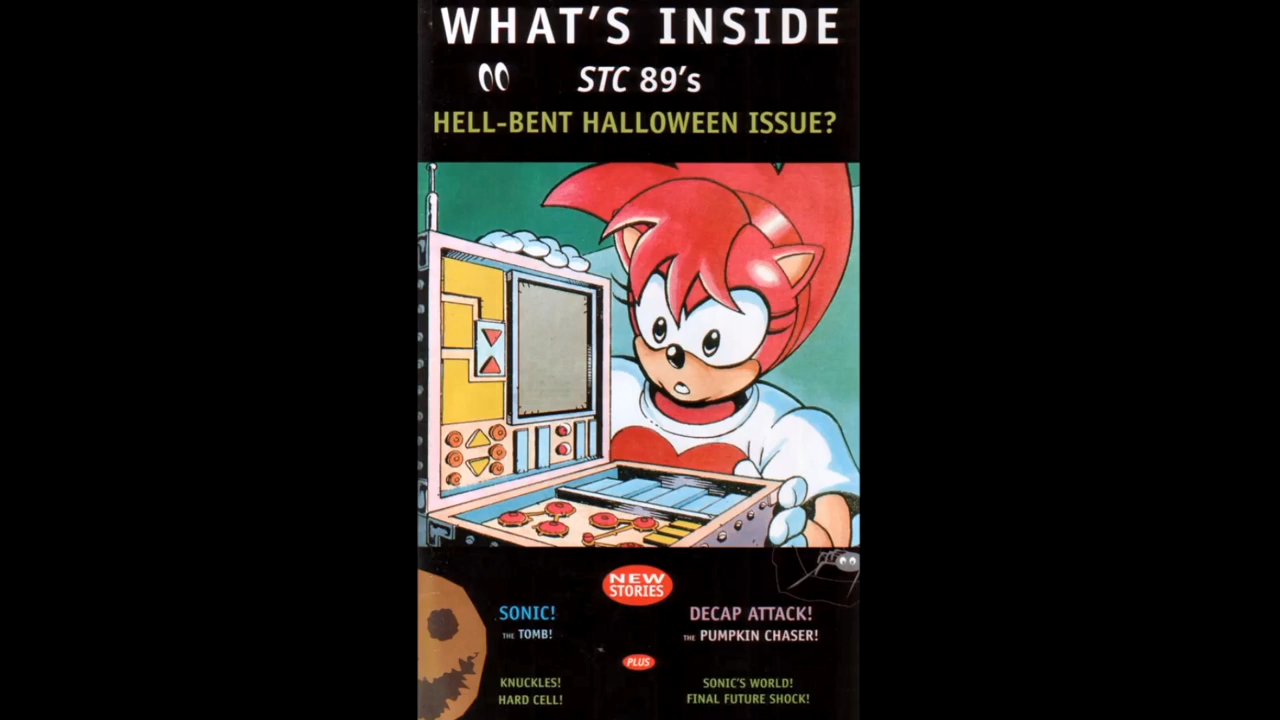 WHAT'S INSIDE
STC 89's
HELL-BENT HALLOWEEN ISSUE?
NEW
STORIES
SONIC!
THE TOMB!
DECAP ATTACK!
THE PUMPKIN CHASER!
PLUS
KNUCKLES!
HARD CELL!
SONIC'S WORLD!
FINAL FUTURE SHOCK!